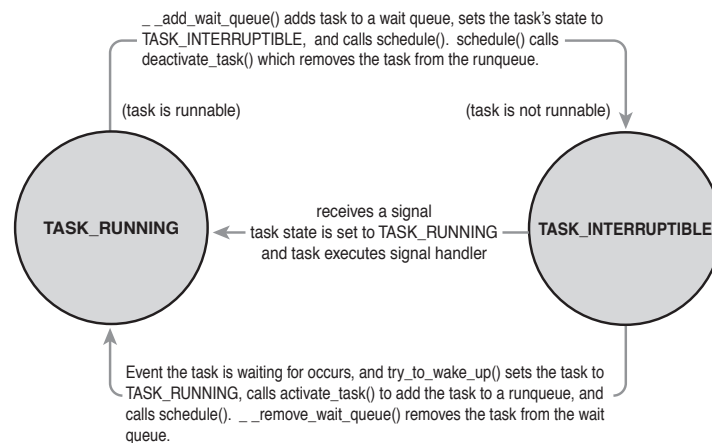 _ _add_wait_queue() adds task to a wait queue, sets the task’s state to
TASK_INTERRUPTIBLE, and calls schedule(). schedule() calls
deactivate_task() which removes the task from the runqueue.
(task is runnable)
(task is not runnable)
TASK_RUNNING
receives a signal
task state is set to TASK_RUNNING
and task executes signal handler
TASK_INTERRUPTIBLE
Event the task is waiting for occurs, and try_to_wake_up() sets the task to
TASK_RUNNING, calls activate_task() to add the task to a runqueue, and
calls schedule(). _ _remove_wait_queue() removes the task from the wait
queue.